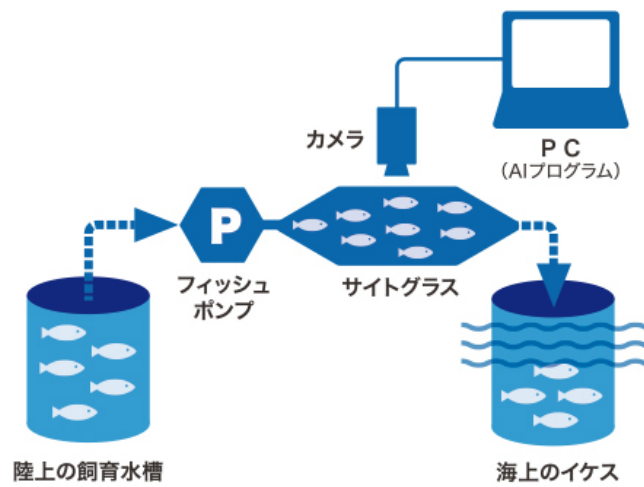 カメラ
PC
(AIプログラム)
P
フィッシュ
ポンプ
サイトグラス
陸上の飼育水槽
海上のイケス